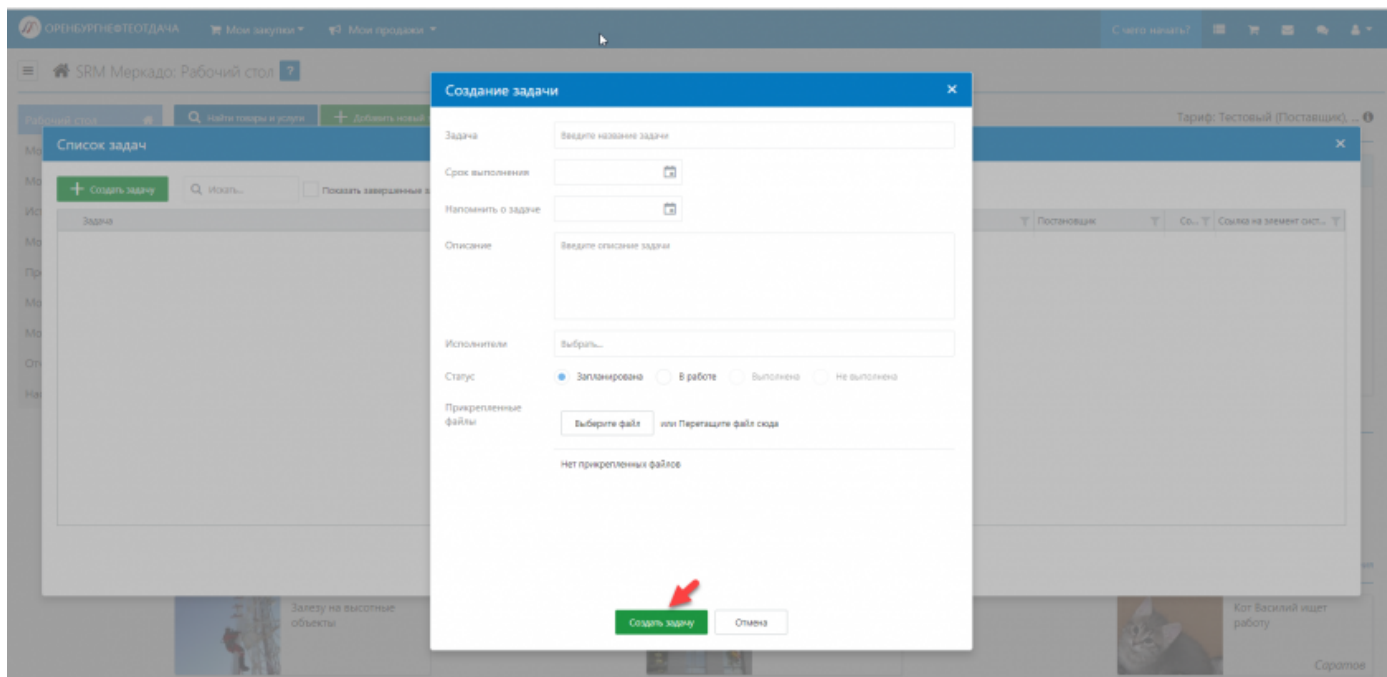 ОРЕНБУРГНЕФТЕОТДАЧА Мои закупки Мои продажи С чего начать?
SRM Меркадо: Рабочий стол ?
Создание задачи
Рабочий стол Найти товары и услуги Добавить новый Тариф: Тестовый (Поставщик), ...
Список задач
Задача Введите название задачи
Срок выполнения
Создать задачу Искать... Показать завершенные з
Напомнить о задаче
Задача Постановщик Со... Ссылка на элемент сист...
Описание Введите описание задачи
Исполнители Выбрать...
Статус Запланирована В работе Выполнена Не выполнена
Прикрепленные
файлы
Выберите файл или Перетащите файл сюда
Нет прикрепленных файлов
Создать задачу Отмена
Залезу на высотные
объекты
Кот Василий ищет
работу
Саратов